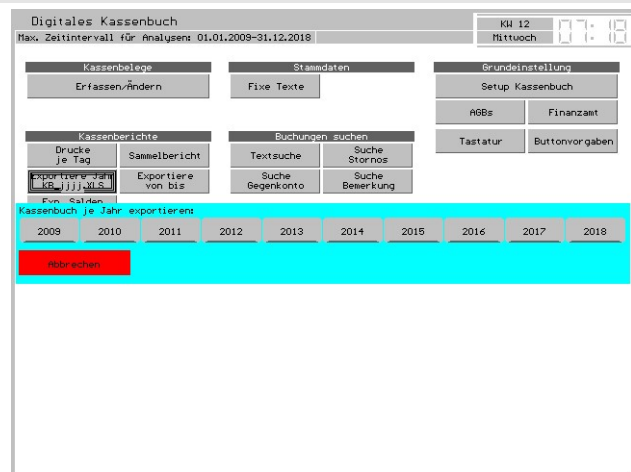 Digitales Kassenbuch
KW 12
Mittwoch
07:18
Max. Zeitintervall für Analysen: 01.01.2009-31.12.2018
Kassenbelege
Stammdaten
Grundeinstellung
Erfassen/Ändern
Fixe Texte
Setup Kassenbuch
AGBs
Finanzamt
Kassenberichte
Buchungen suchen
Tastatur
Buttonvorgaben
Drucke
je Tag
Sammelbericht
Textsuche
Suche
Stornos
Exportiere Jahr
KB_jjjj.XLS
Exportiere
von bis
Suche
Gegenkonto
Suche
Bemerkung
Exp. Salden
Kassenbuch je Jahr exportieren:
2009 2010 2011 2012 2013 2014 2015 2016 2017 2018
Abbrechen